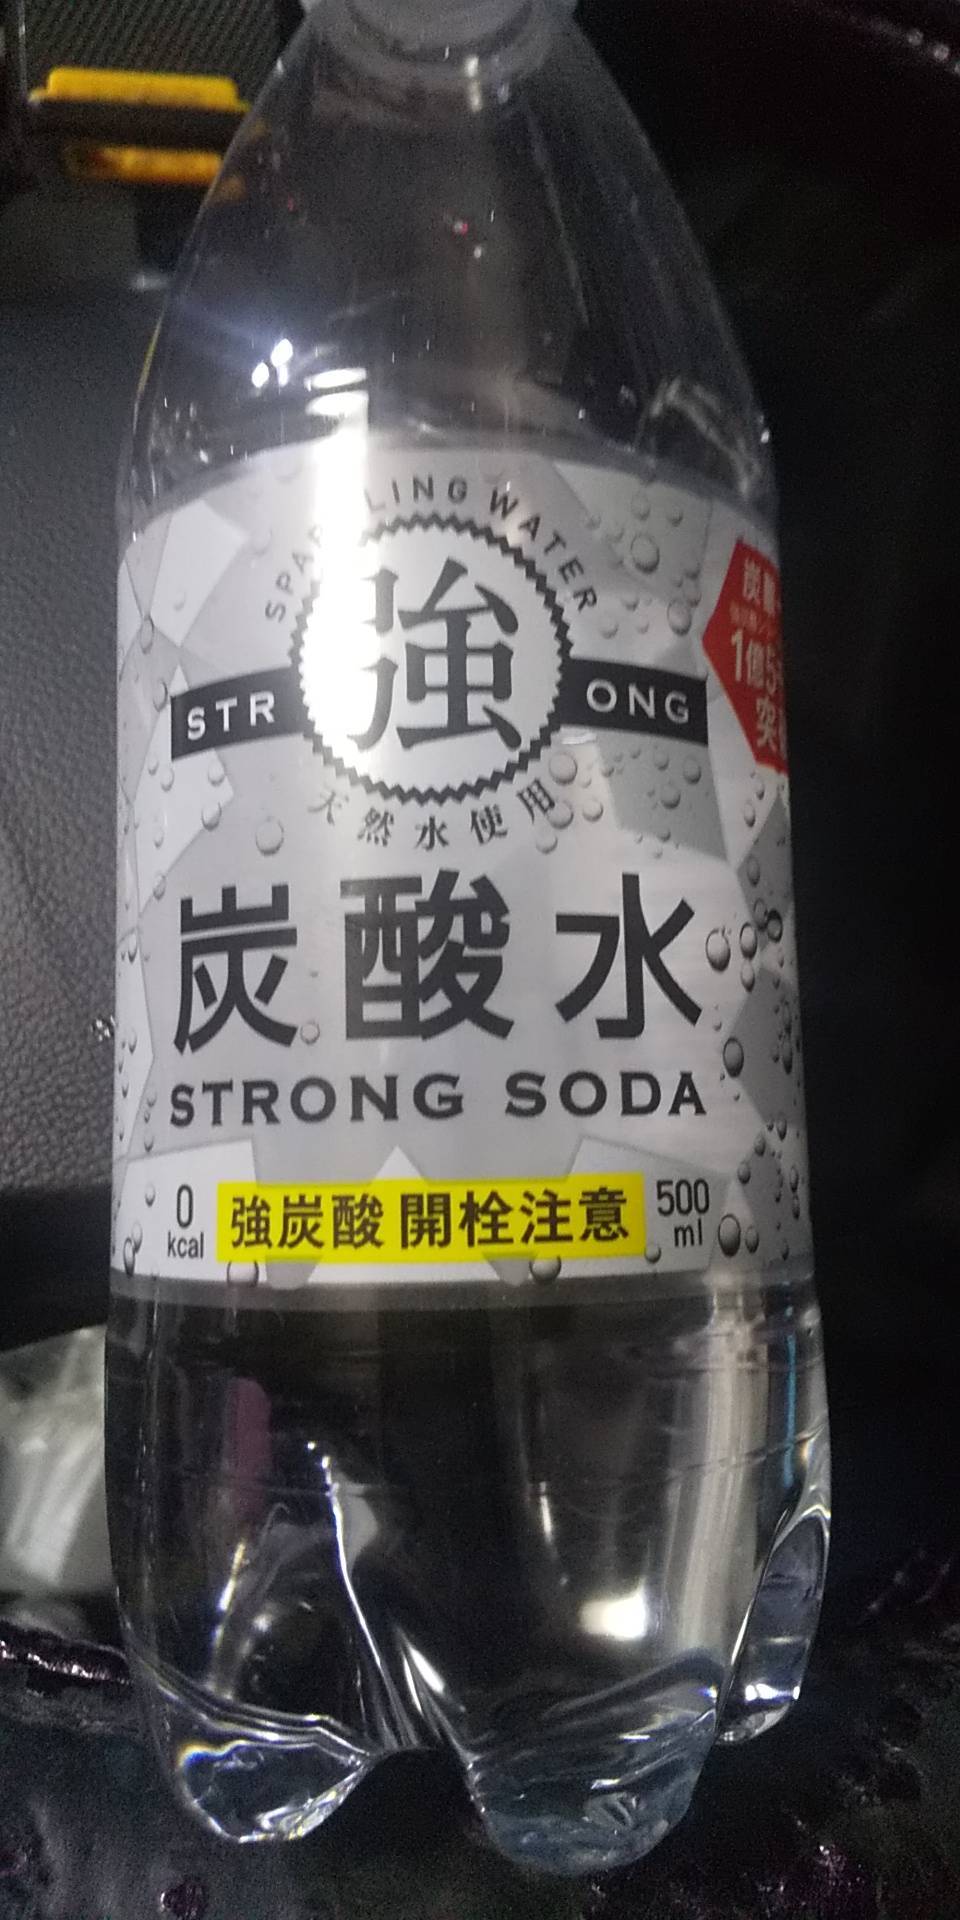 SPARKLING WATER
強
STR ONG
天然水使用
炭酸水
STRONG SODA
0 kcal
強炭酸 開栓注意
500 ml
1億5
突